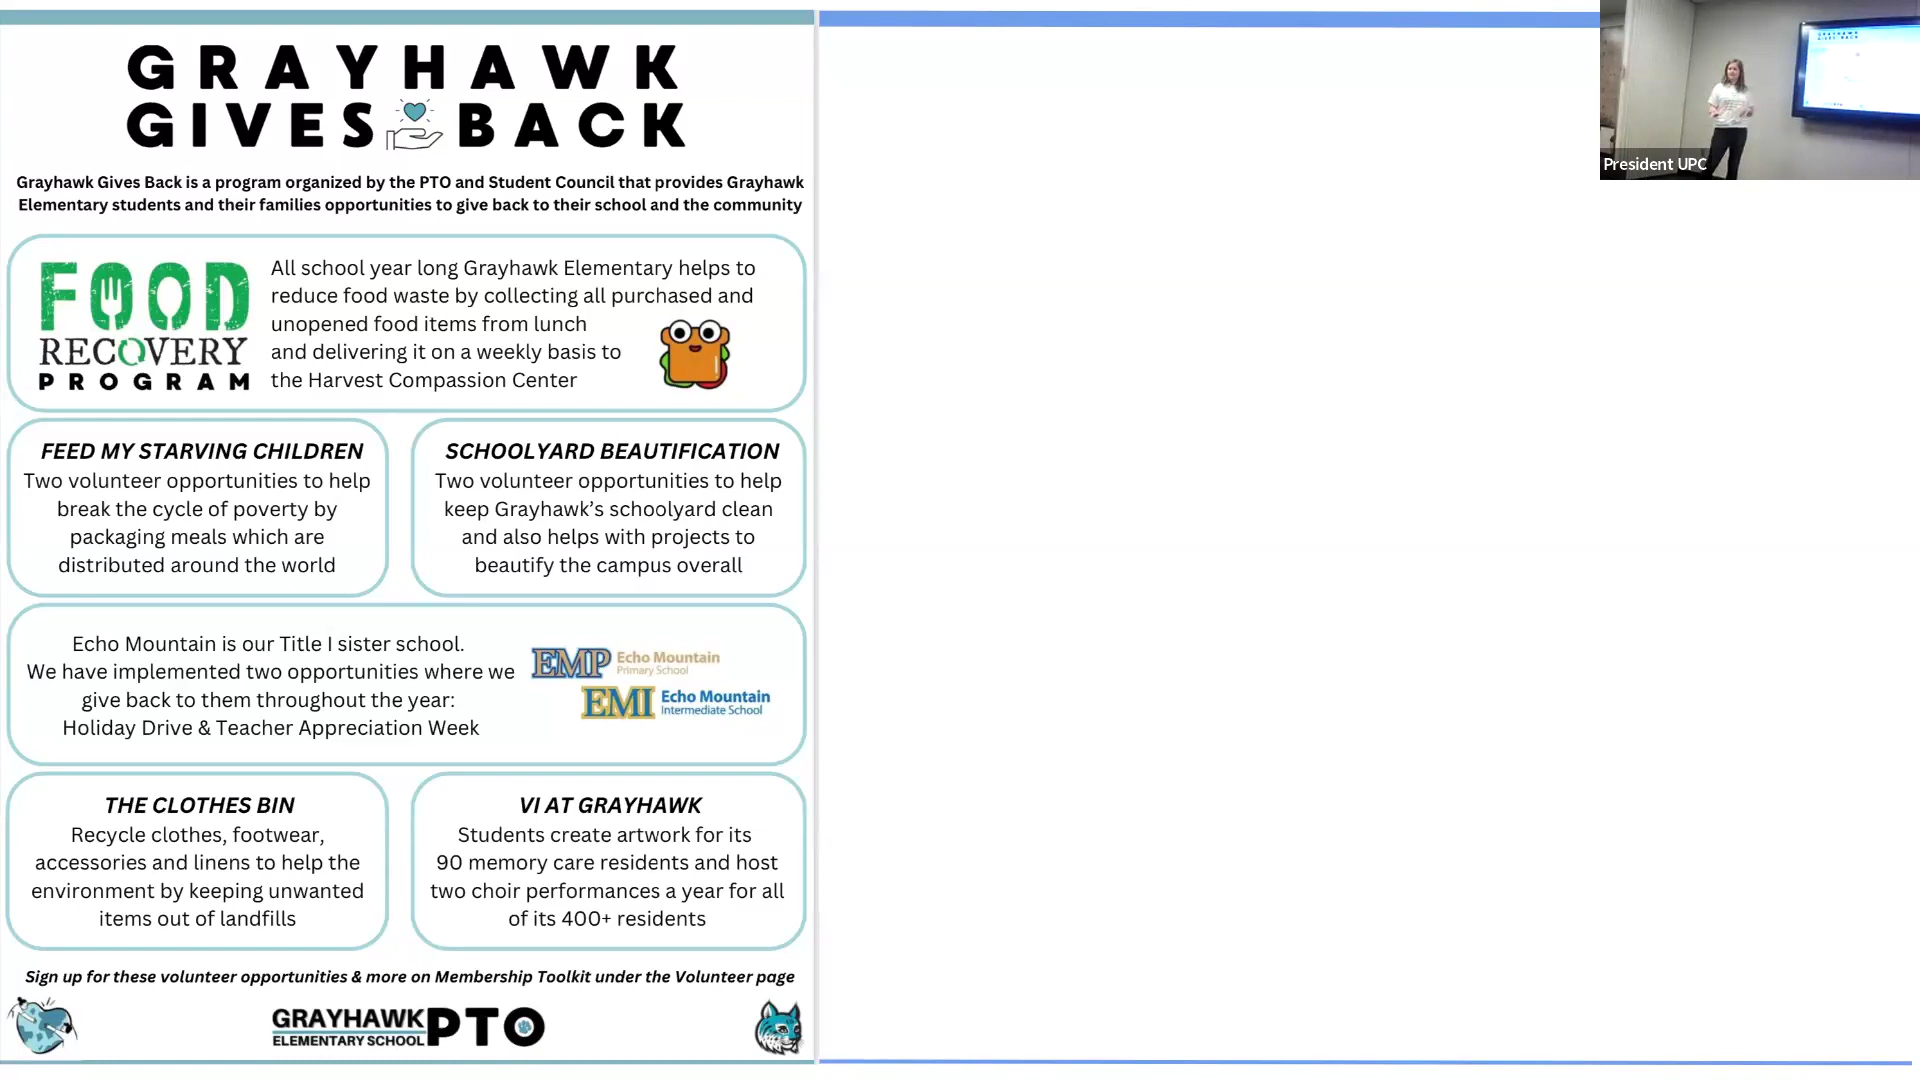 GRAYHAWK
GIVES BACK
Grayhawk Gives Back is a program organized by the PTO and Student Council that provides Grayhawk
Elementary students and their families opportunities to give back to their school and the community
FOOD
RECOVERY
PROGRAM
All school year long Grayhawk Elementary helps to
reduce food waste by collecting all purchased and
unopened food items from lunch
and delivering it on a weekly basis to
the Harvest Compassion Center
FEED MY STARVING CHILDREN
Two volunteer opportunities to help
break the cycle of poverty by
packaging meals which are
distributed around the world
SCHOOLYARD BEAUTIFICATION
Two volunteer opportunities to help
keep Grayhawk’s schoolyard clean
and also helps with projects to
beautify the campus overall
Echo Mountain is our Title I sister school.
We have implemented two opportunities where we
give back to them throughout the year:
Holiday Drive & Teacher Appreciation Week
EMP Echo Mountain
Primary School
EMI Echo Mountain
Intermediate School
THE CLOTHES BIN
Recycle clothes, footwear,
accessories and linens to help the
environment by keeping unwanted
items out of landfills
VI AT GRAYHAWK
Students create artwork for its
90 memory care residents and host
two choir performances a year for all
of its 400+ residents
Sign up for these volunteer opportunities & more on Membership Toolkit under the Volunteer page
GRAYHAWK
ELEMENTARY SCHOOL
PTO
GRAYHAWK
GIVES BACK
President UPC